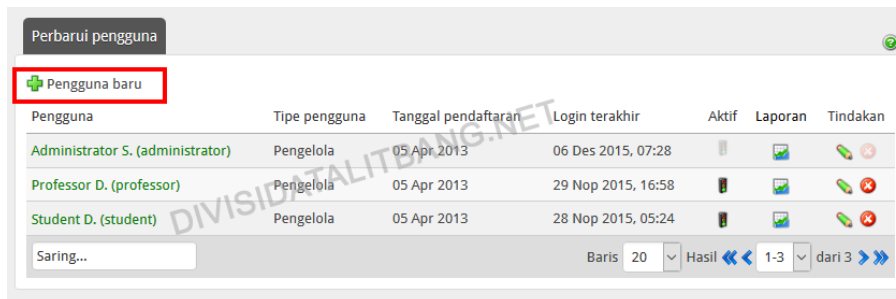 Perbarui pengguna
Pengguna baru
Pengguna Tipe pengguna Tanggal pendaftaran Login terakhir Aktif Laporan Tindakan
Administrator S. (administrator) Pengelola 05 Apr 2013 06 Des 2015, 07:28
Professor D. (professor) Pengelola 05 Apr 2013 29 Nop 2015, 16:58
Student D. (student) Pengelola 05 Apr 2013 28 Nop 2015, 05:24
DIVISIDATALITBANG.NET
Saring... Baris 20 Hasil 1-3 dari 3